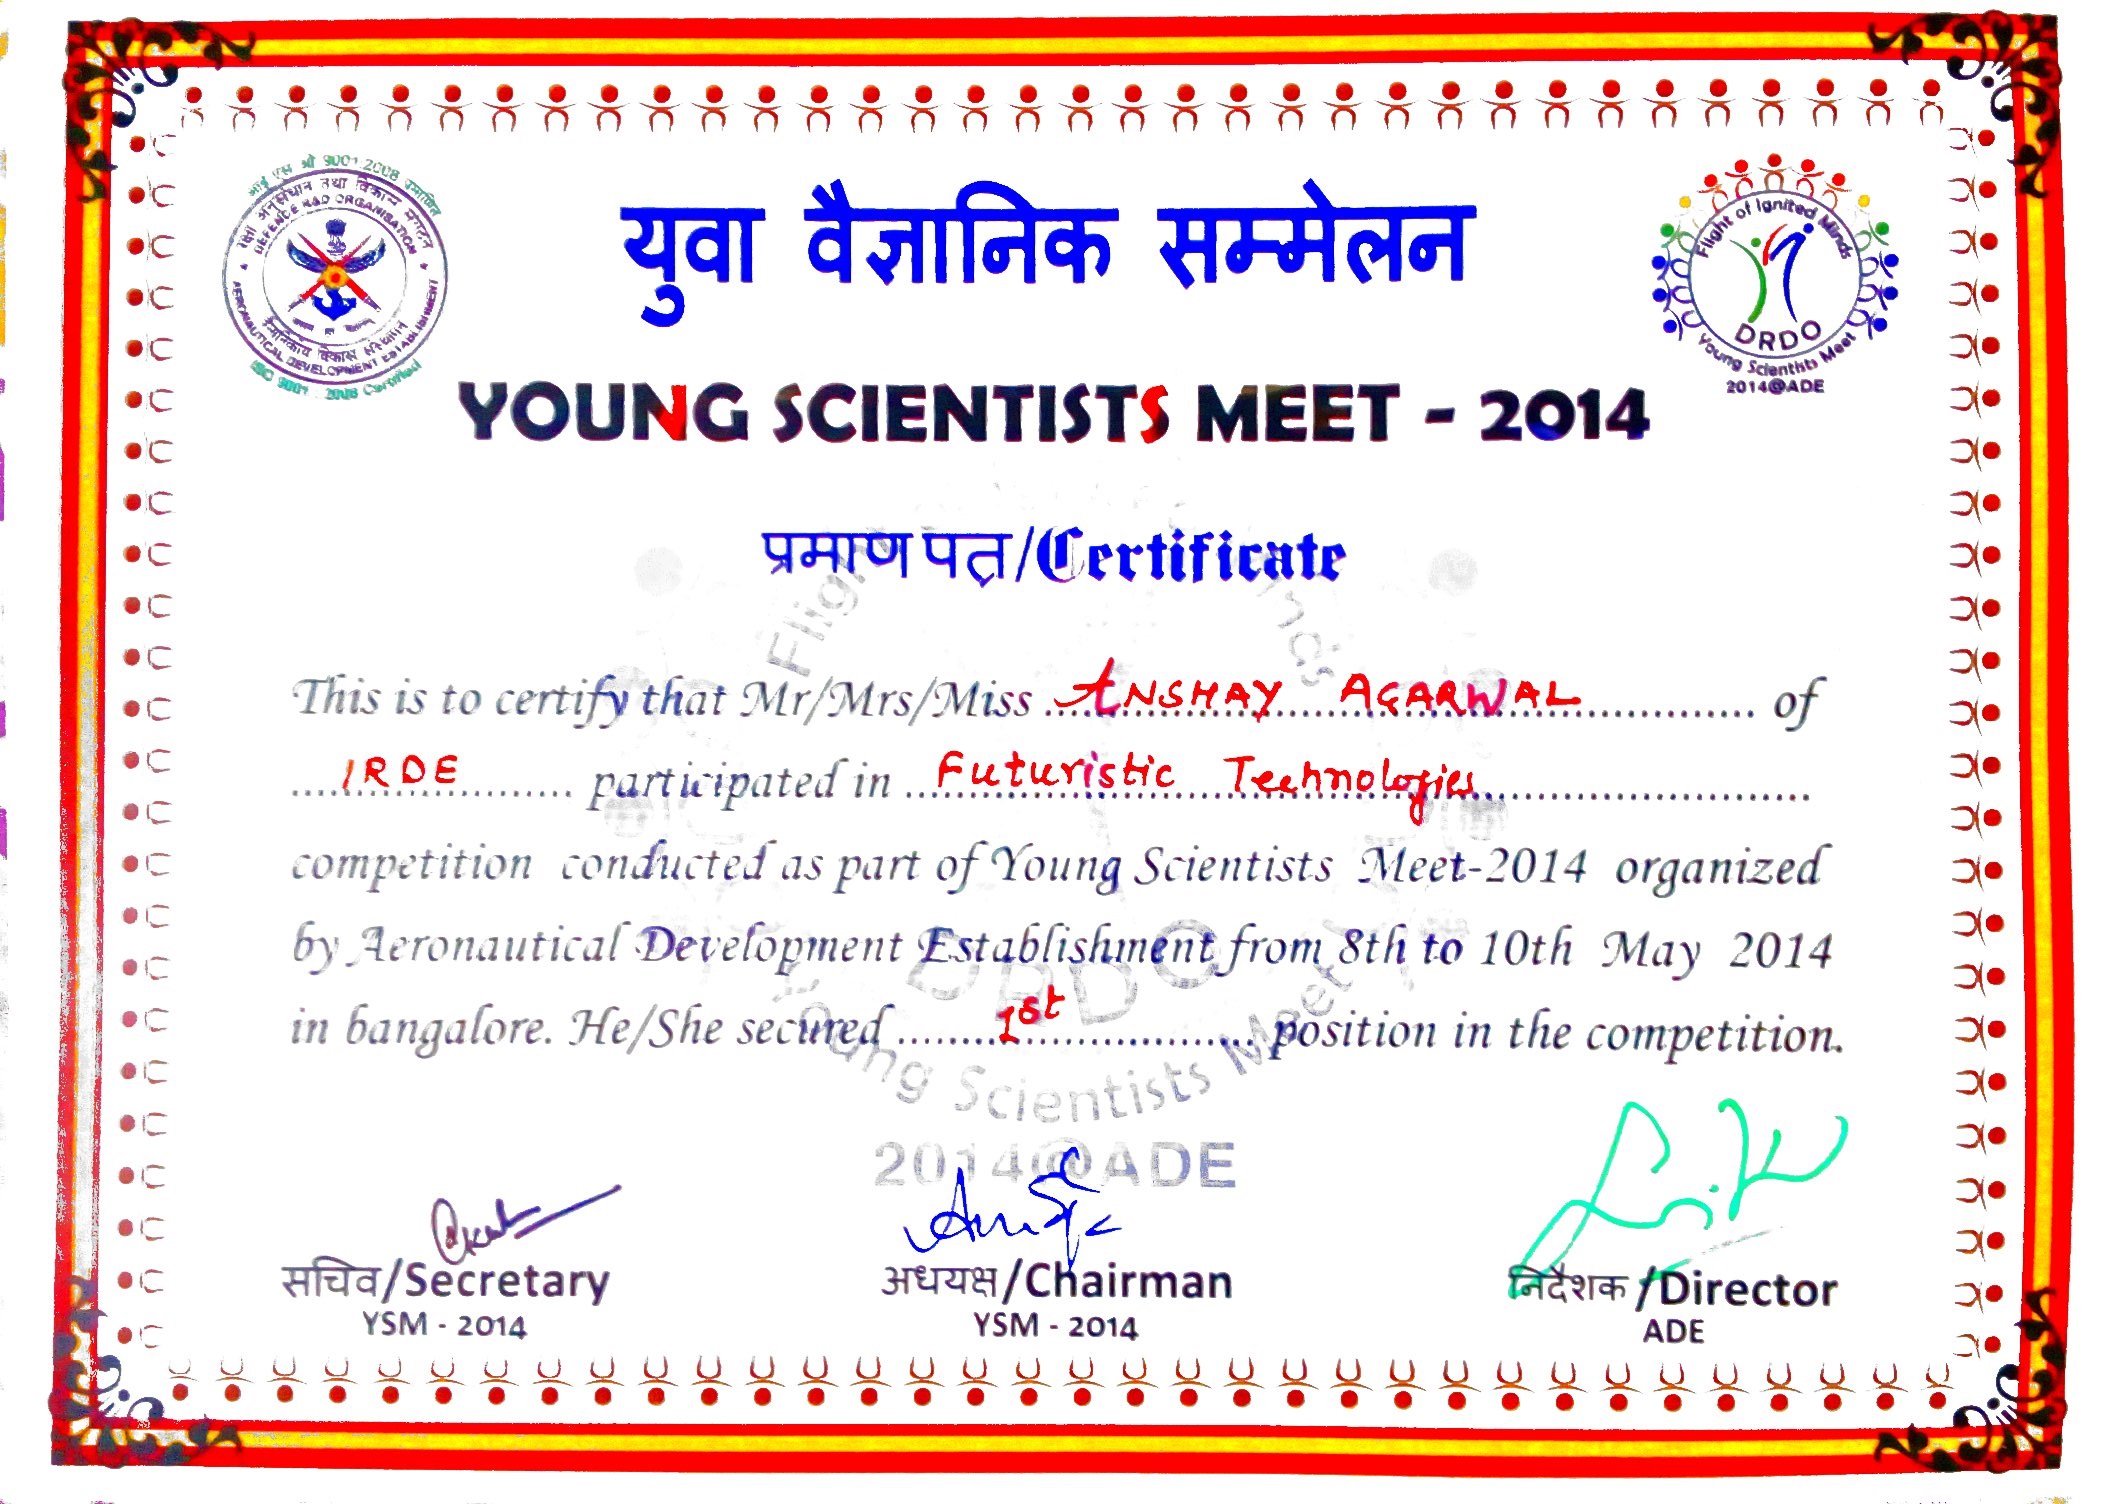 आई एस ओ 9001:2008 प्रमाणित
रक्षा अनुसंधान तथा विकास संगठन
DEFENCE R&D ORGANISATION
वैमानिकीय विकास संस्थान
AERONAUTICAL DEVELOPMENT ESTABLISHMENT
ISO 9001 : 2008 Certified
Flight of Ignited Minds
DRDO
Young Scientists Meet
2014@ADE
युवा वैज्ञानिक सम्मेलन
YOUNG SCIENTISTS MEET - 2014
प्रमाण पत्र/Certificate
This is to certify that Mr/Mrs/Miss ANSHAY AGARWAL of
IRDE participated in Futuristic Technologies
competition conducted as part of Young Scientists Meet-2014 organized
by Aeronautical Development Establishment from 8th to 10th May 2014
in bangalore. He/She secured 1st position in the competition.
DRDO
Young Scientists Meet
2014@ADE
सचिव/Secretary
YSM - 2014
अधयक्ष/Chairman
YSM - 2014
निदेशक/Director
ADE